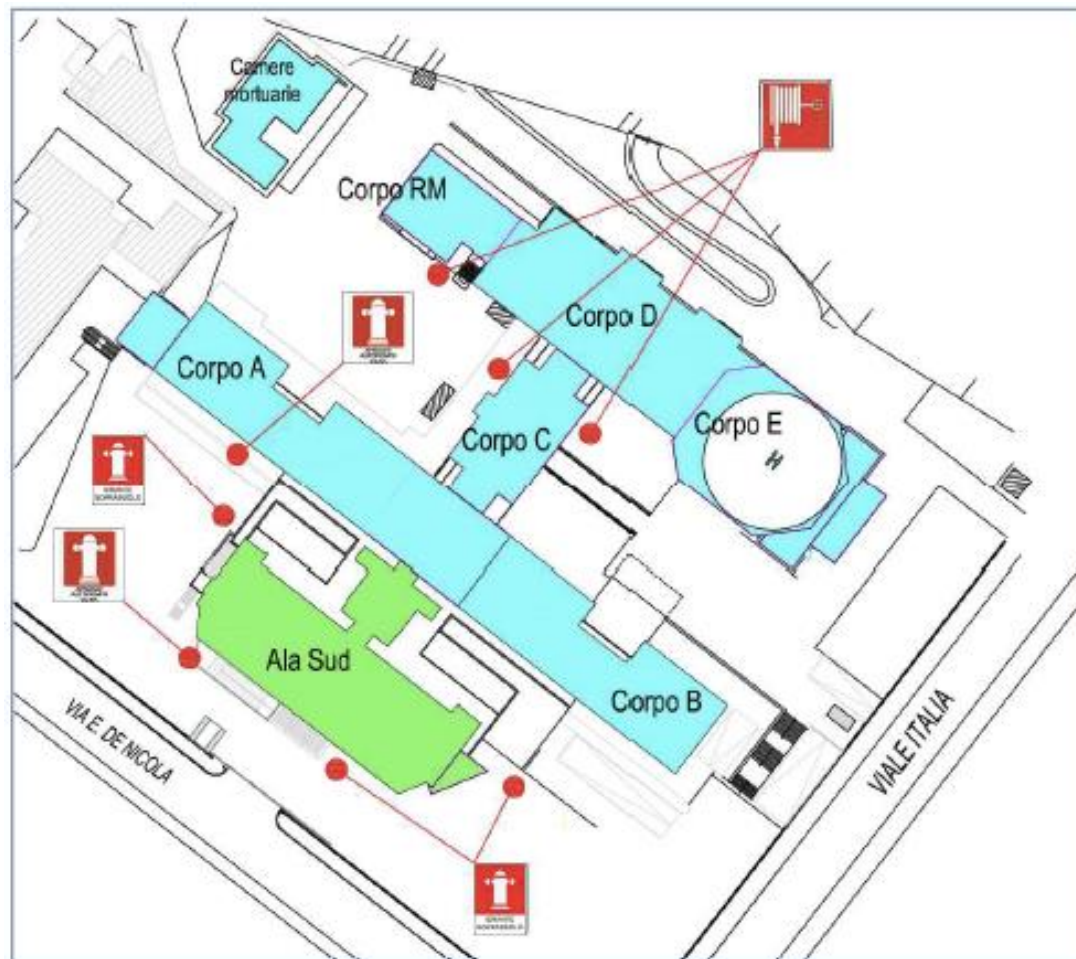 Camere
mortuarie
Corpo RM
Corpo D
Corpo A
Corpo E
H
Corpo C
Ala Sud
Corpo B
VIA E. DE NICOLA
VIALE ITALIA